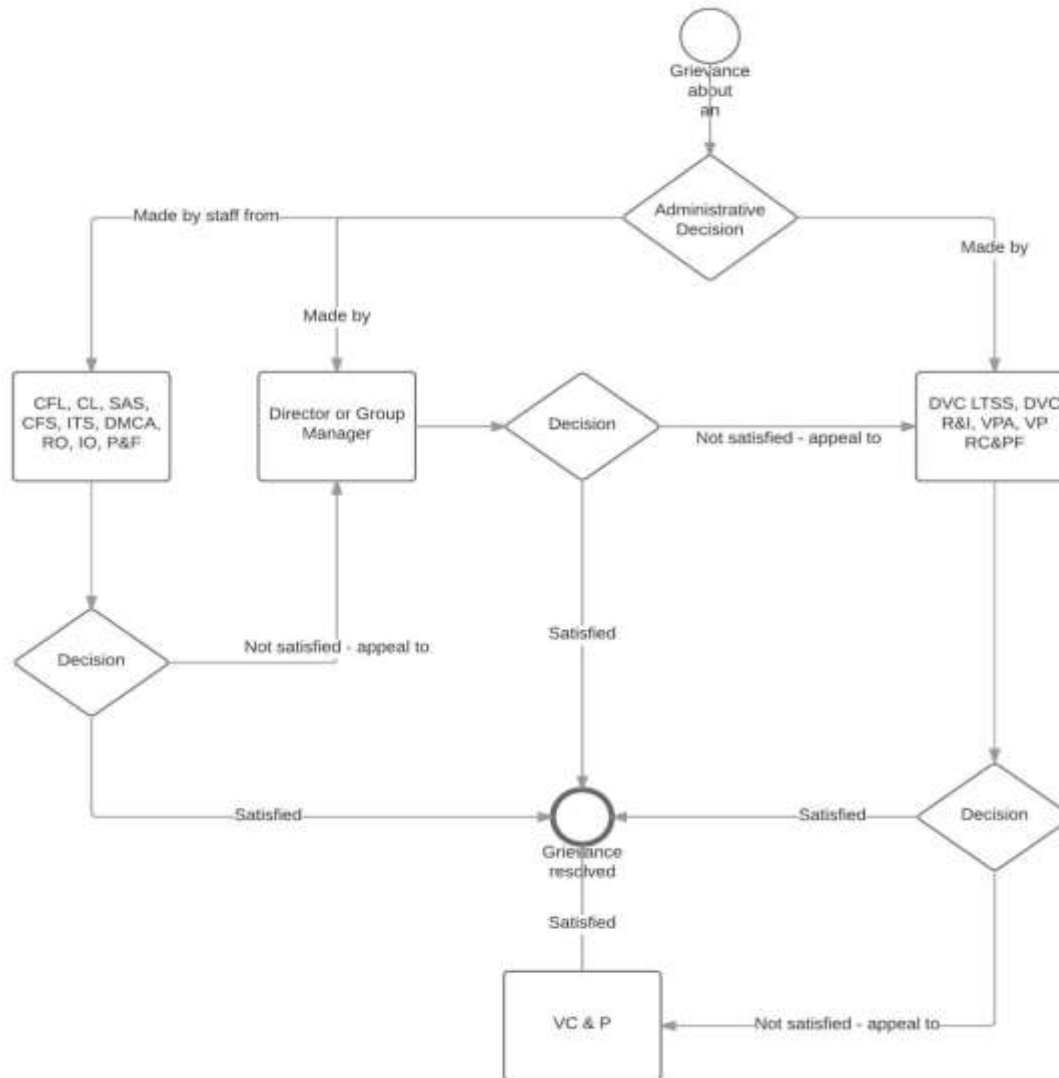 Grievance
about
an
Administrative
Decision
Made by staff from
Made by
Made by
CFL, CL, SAS,
CFS, ITS, DMCA,
RO, IO, P&F
Director or Group
Manager
Decision
Not satisfied - appeal to
DVC LTSS, DVC
R&I, VPA, VP
RC&PF
Decision
Not satisfied - appeal to
Satisfied
Satisfied
Grievance
resolved
Satisfied
Decision
Satisfied
VC & P
Not satisfied - appeal to